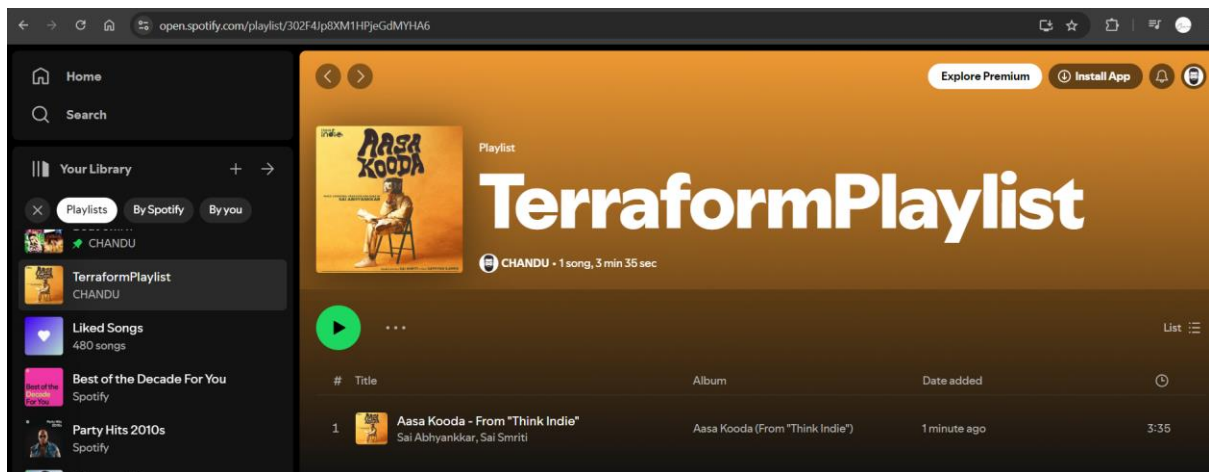 open.spotify.com/playlist/302F4Jp8XM1HPjeGdMYHA6
Home
Search
Your Library
Playlists
By Spotify
By you
CHANDU
TerraformPlaylist
CHANDU
Liked Songs
480 songs
Best of the Decade For You
Spotify
Party Hits 2010s
Spotify
Explore Premium
Install App
indie
AASA
KOODA
Playlist
TerraformPlaylist
CHANDU • 1 song, 3 min 35 sec
List
# Title Album Date added
1 Aasa Kooda - From "Think Indie" Aasa Kooda (From "Think Indie") 1 minute ago 3:35
Sai Abhyankkar, Sai Smriti